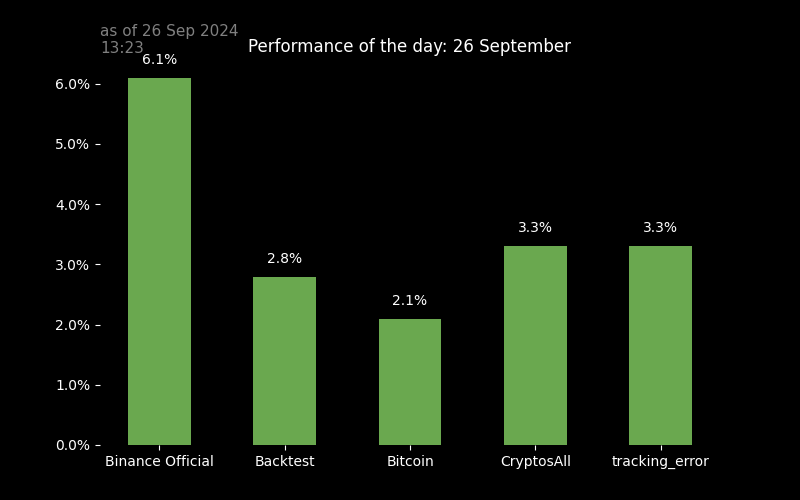 as of 26 Sep 2024
13:23
Performance of the day: 26 September
6.1%
6.0%
5.0%
4.0%
3.3%
3.3%
3.0%
2.8%
2.1%
2.0%
1.0%
0.0%
Binance Official
Backtest
Bitcoin
CryptosAll
tracking_error